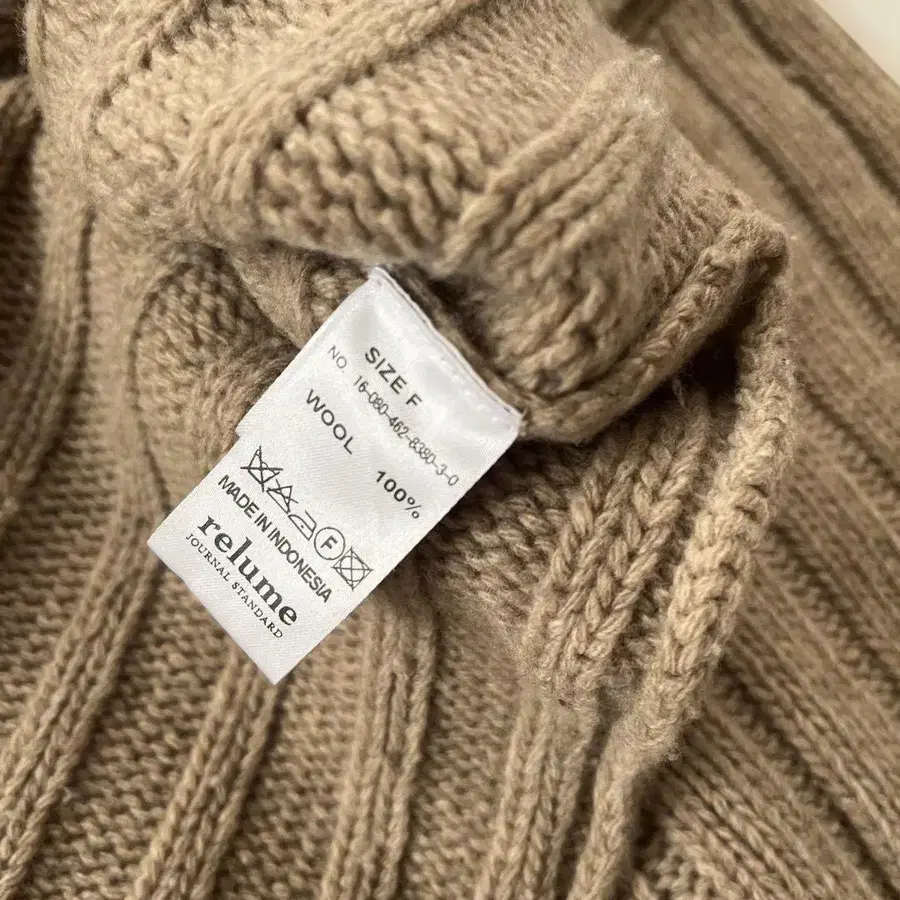 SIZE F
NO. 16-080-462-8380-3-0
WOOL 100%
F
MADE IN INDONESIA
relume
JOURNAL STANDARD